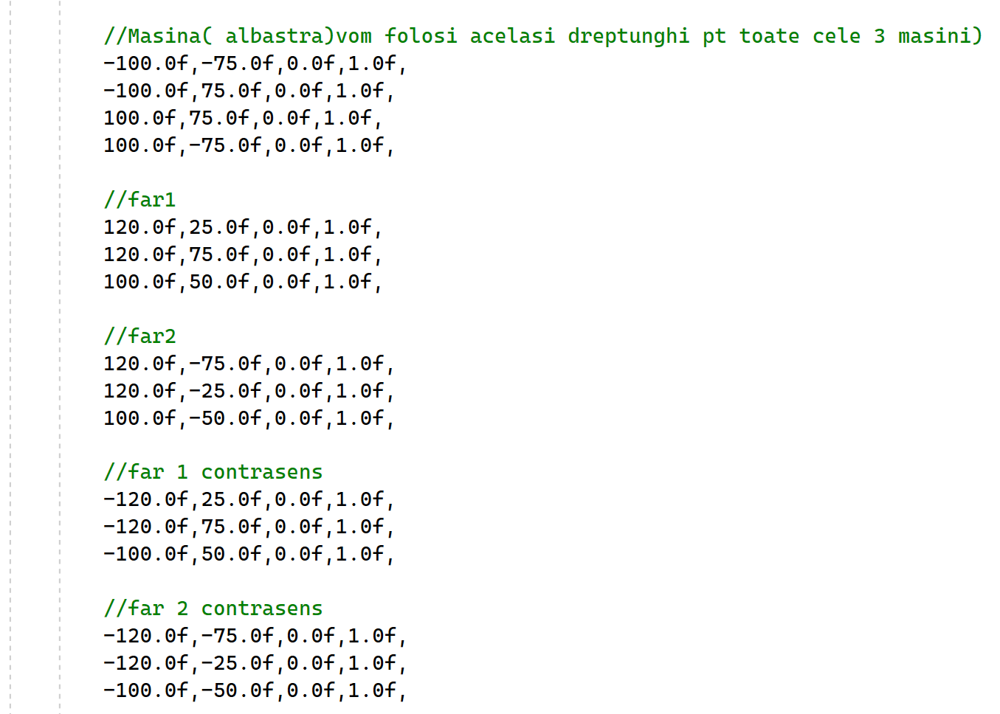 //Masina( albastra)vom folosi acelasi dreptunghi pt toate cele 3 masini)
-100.0f,-75.0f,0.0f,1.0f,
-100.0f,75.0f,0.0f,1.0f,
100.0f,75.0f,0.0f,1.0f,
100.0f,-75.0f,0.0f,1.0f,
//far1
120.0f,25.0f,0.0f,1.0f,
120.0f,75.0f,0.0f,1.0f,
100.0f,50.0f,0.0f,1.0f,
//far2
120.0f,-75.0f,0.0f,1.0f,
120.0f,-25.0f,0.0f,1.0f,
100.0f,-50.0f,0.0f,1.0f,
//far 1 contrasens
-120.0f,25.0f,0.0f,1.0f,
-120.0f,75.0f,0.0f,1.0f,
-100.0f,50.0f,0.0f,1.0f,
//far 2 contrasens
-120.0f,-75.0f,0.0f,1.0f,
-120.0f,-25.0f,0.0f,1.0f,
-100.0f,-50.0f,0.0f,1.0f,